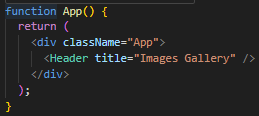 function App() {
  return (
    <div className="App">
      <Header title="Images Gallery" />
    </div>
  );
}